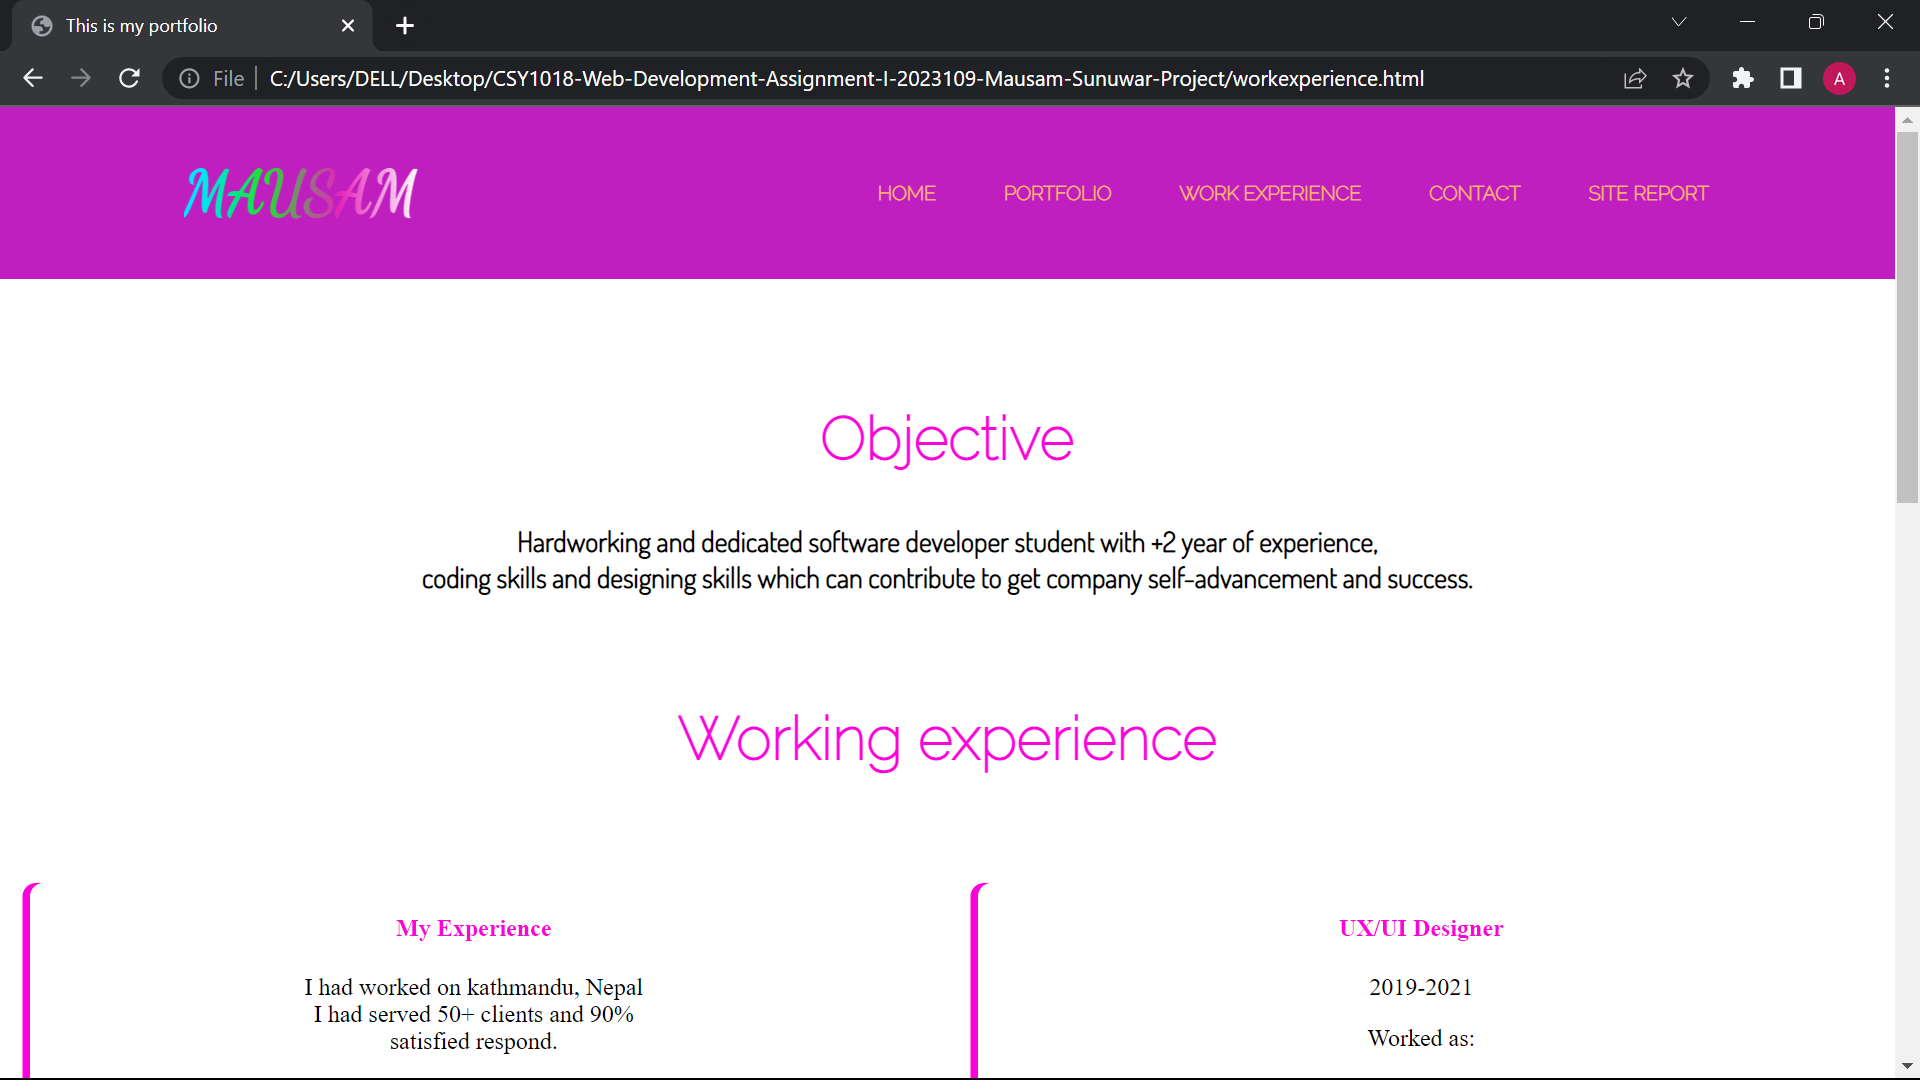 This is my portfolio
File
C:/Users/DELL/Desktop/CSY1018-Web-Development-Assignment-I-2023109-Mausam-Sunuwar-Project/workexperience.html
A
MAUSAM
HOME
PORTFOLIO
WORK EXPERIENCE
CONTACT
SITE REPORT
Objective
Hardworking and dedicated software developer student with +2 year of experience,
coding skills and designing skills which can contribute to get company self-advancement and success.
Working experience
My Experience
I had worked on kathmandu, Nepal
I had served 50+ clients and 90%
satisfied respond.
UX/UI Designer
2019-2021
Worked as: